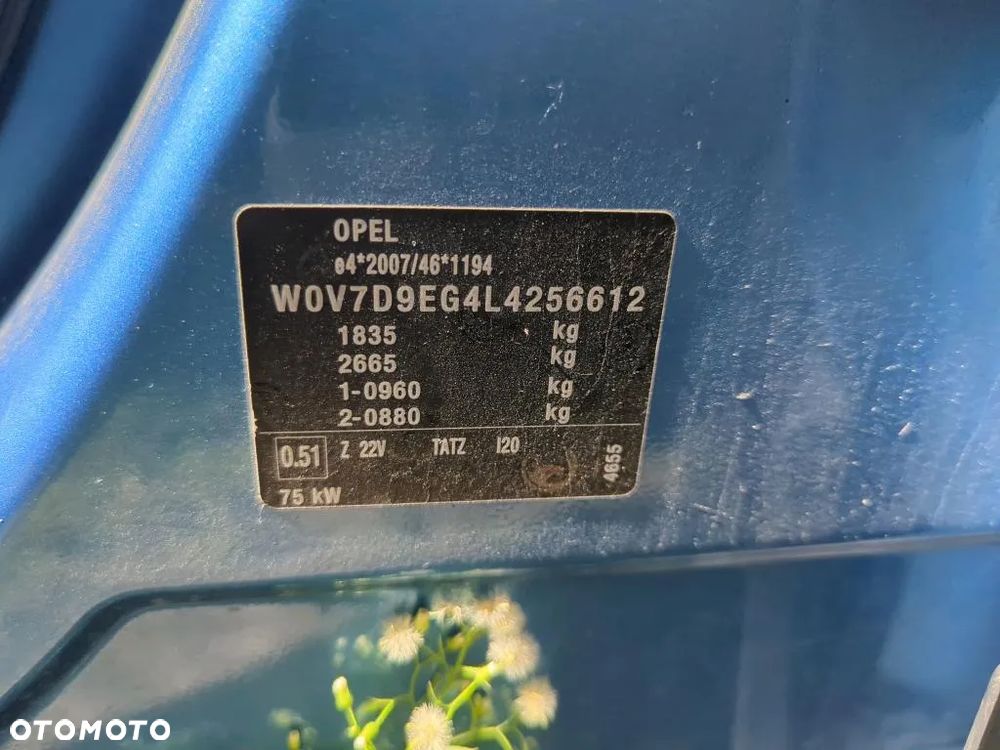 OPEL
e4*2007/46*1194
W0V7D9EG4L4256612
1835 kg
2665 kg
1-0960 kg
2-0880 kg
0.51 Z 22V TATZ I20
4655
75 kW
OTOMOTO